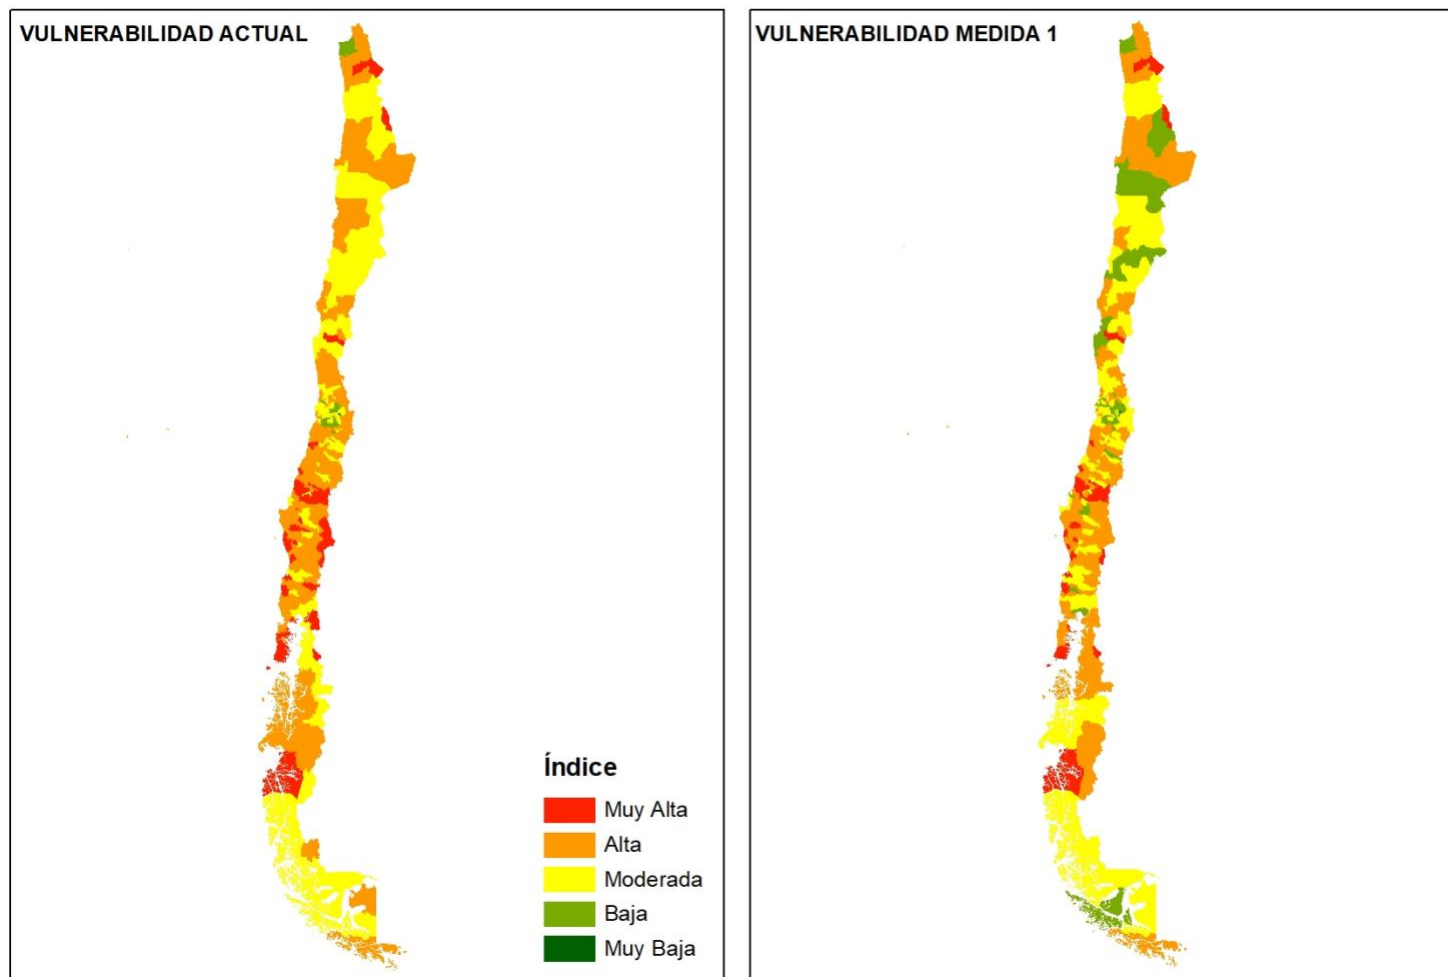 VULNERABILIDAD ACTUAL
VULNERABILIDAD MEDIDA 1
Índice
Muy Alta
Alta
Moderada
Baja
Muy Baja